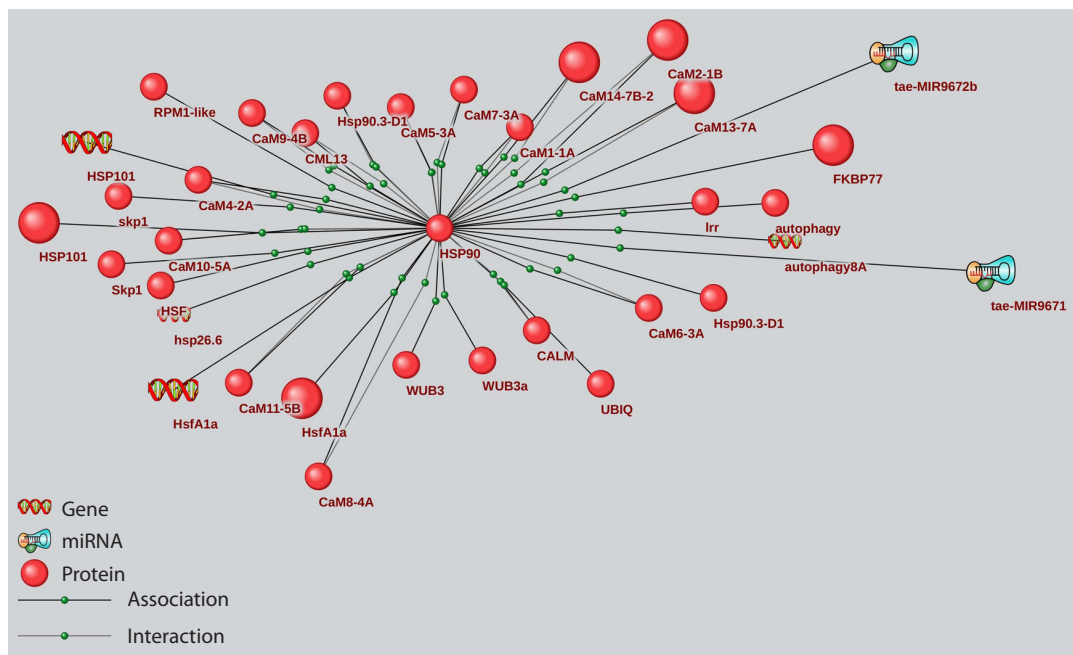 CaM2-1B
tae-MIR9672b
CaM14-7B-2
RPM1-like
CaM7-3A
Hsp90.3-D1
CaM5-3A
CaM13-7A
CaM9-4B
CML13
CaM1-1A
HSP101
FKBP77
CaM4-2A
skp1
lrr
autophagy
HSP101
HSP90
CaM10-5A
autophagy8A
Skp1
tae-MIR9671
HSF
Hsp90.3-D1
CaM6-3A
hsp26.6
CALM
WUB3
WUB3a
CaM11-5B
UBIQ
HsfA1a
HsfA1a
CaM8-4A
Gene
miRNA
Protein
Association
Interaction